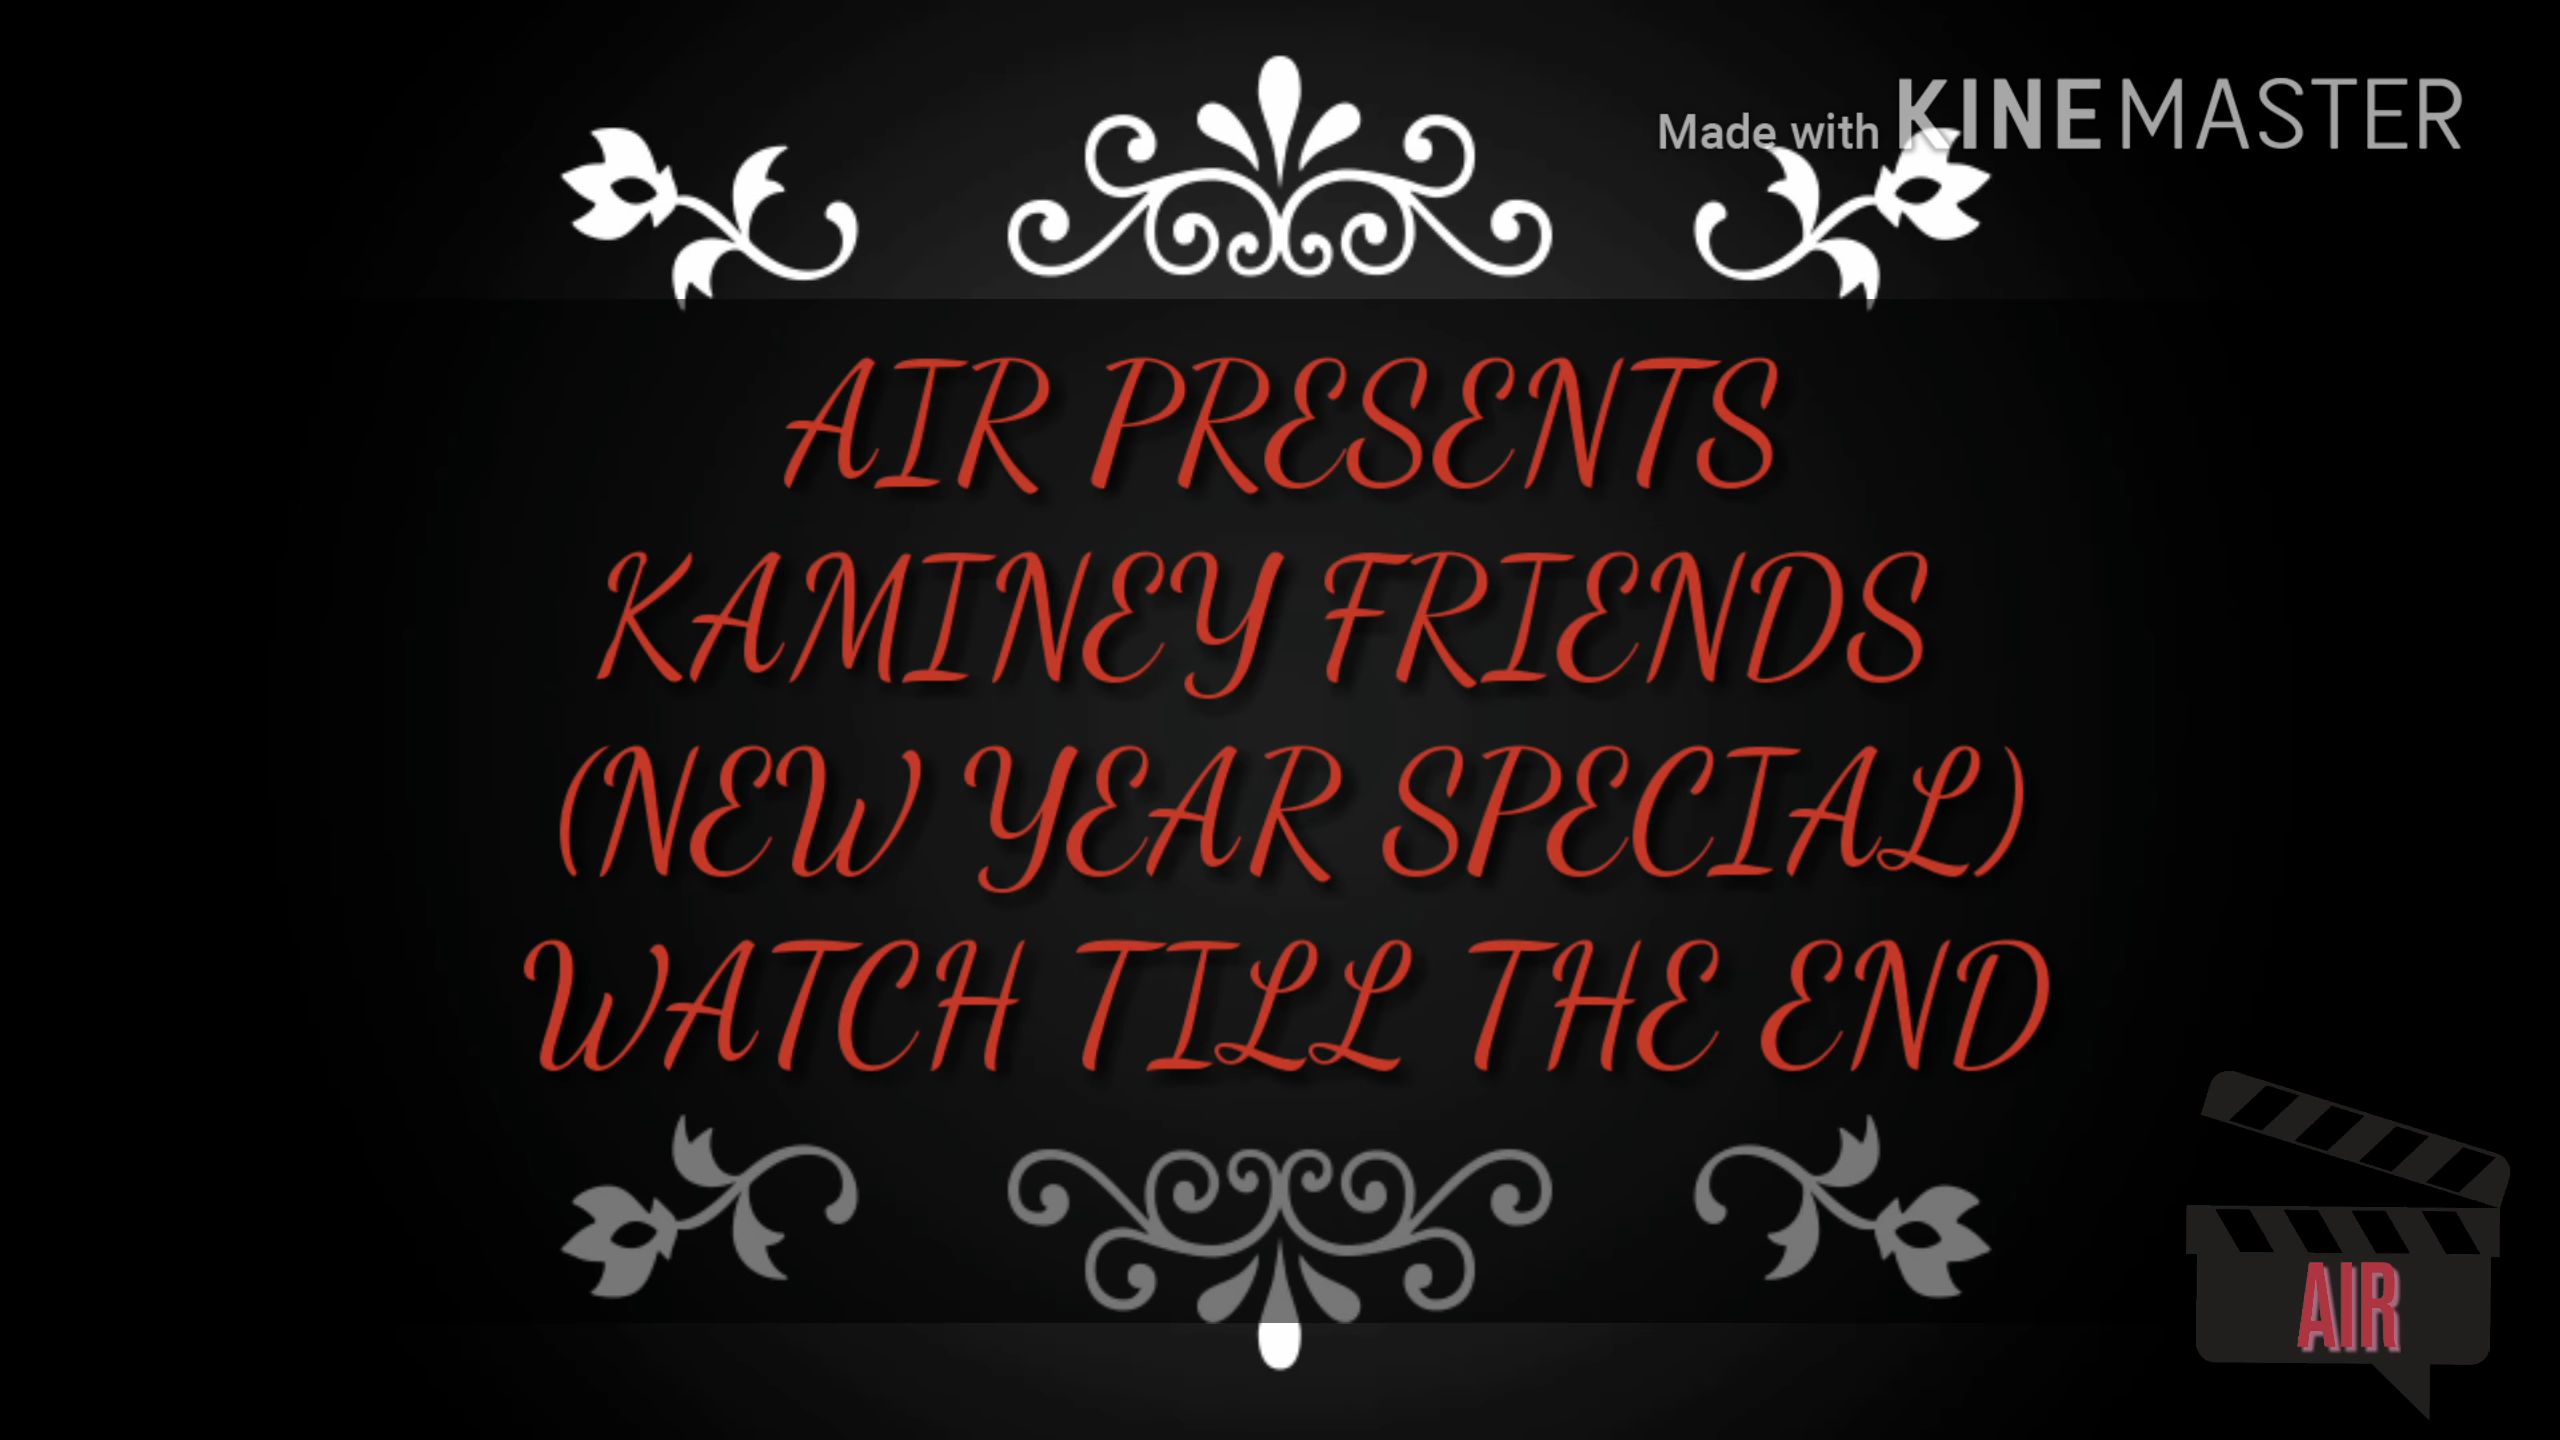 Made with KINEMASTER
AIR PRESENTS
KAMINEY FRIENDS
(NEW YEAR SPECIAL)
WATCH TILL THE END
AIR